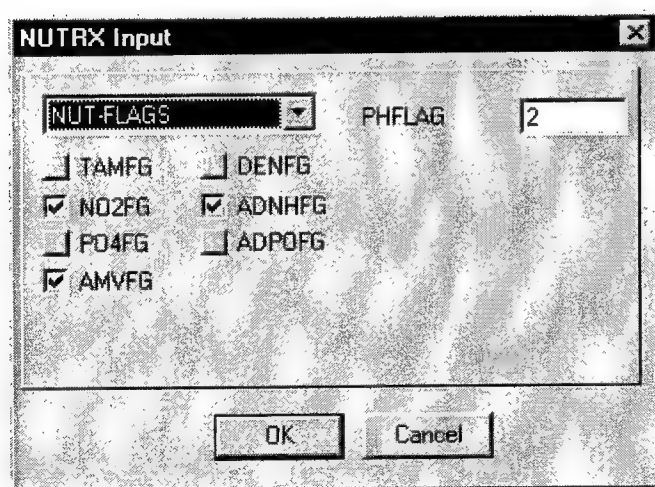 NUTRX Input
NUT-FLAGS PHFLAG 2
TAMFG DENFG
NO2FG ADNHFG
PO4FG ADPOFG
AMVFG
OK Cancel